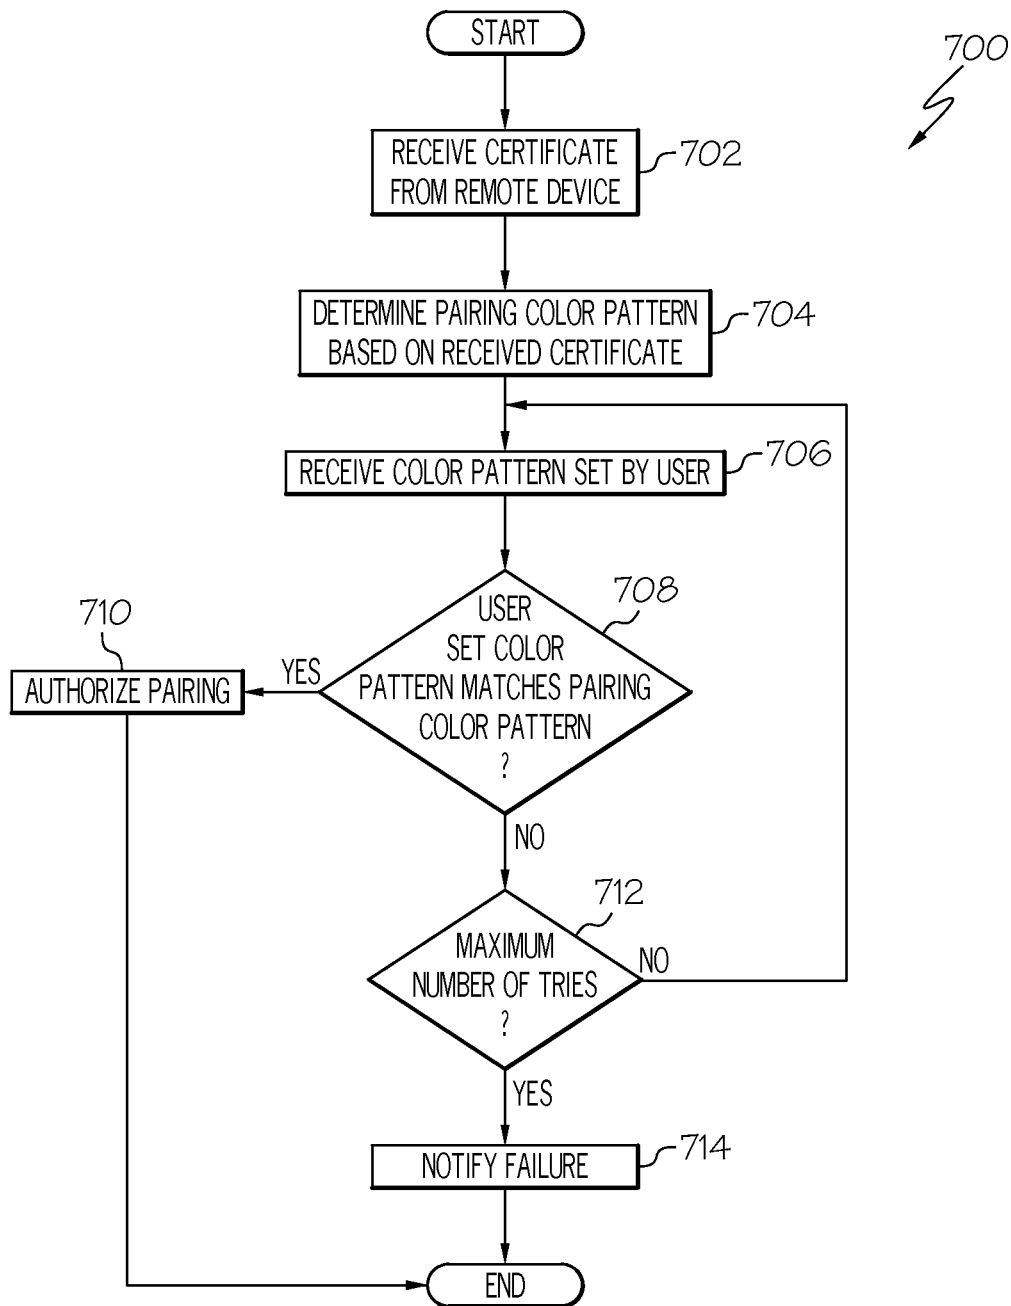 START
700
RECEIVE CERTIFICATE
FROM REMOTE DEVICE
702
DETERMINE PAIRING COLOR PATTERN
BASED ON RECEIVED CERTIFICATE
704
RECEIVE COLOR PATTERN SET BY USER
706
USER
SET COLOR
PATTERN MATCHES PAIRING
COLOR PATTERN
?
708
YES
710
AUTHORIZE PAIRING
NO
MAXIMUM
NUMBER OF TRIES
?
712
NO
YES
NOTIFY FAILURE
714
END